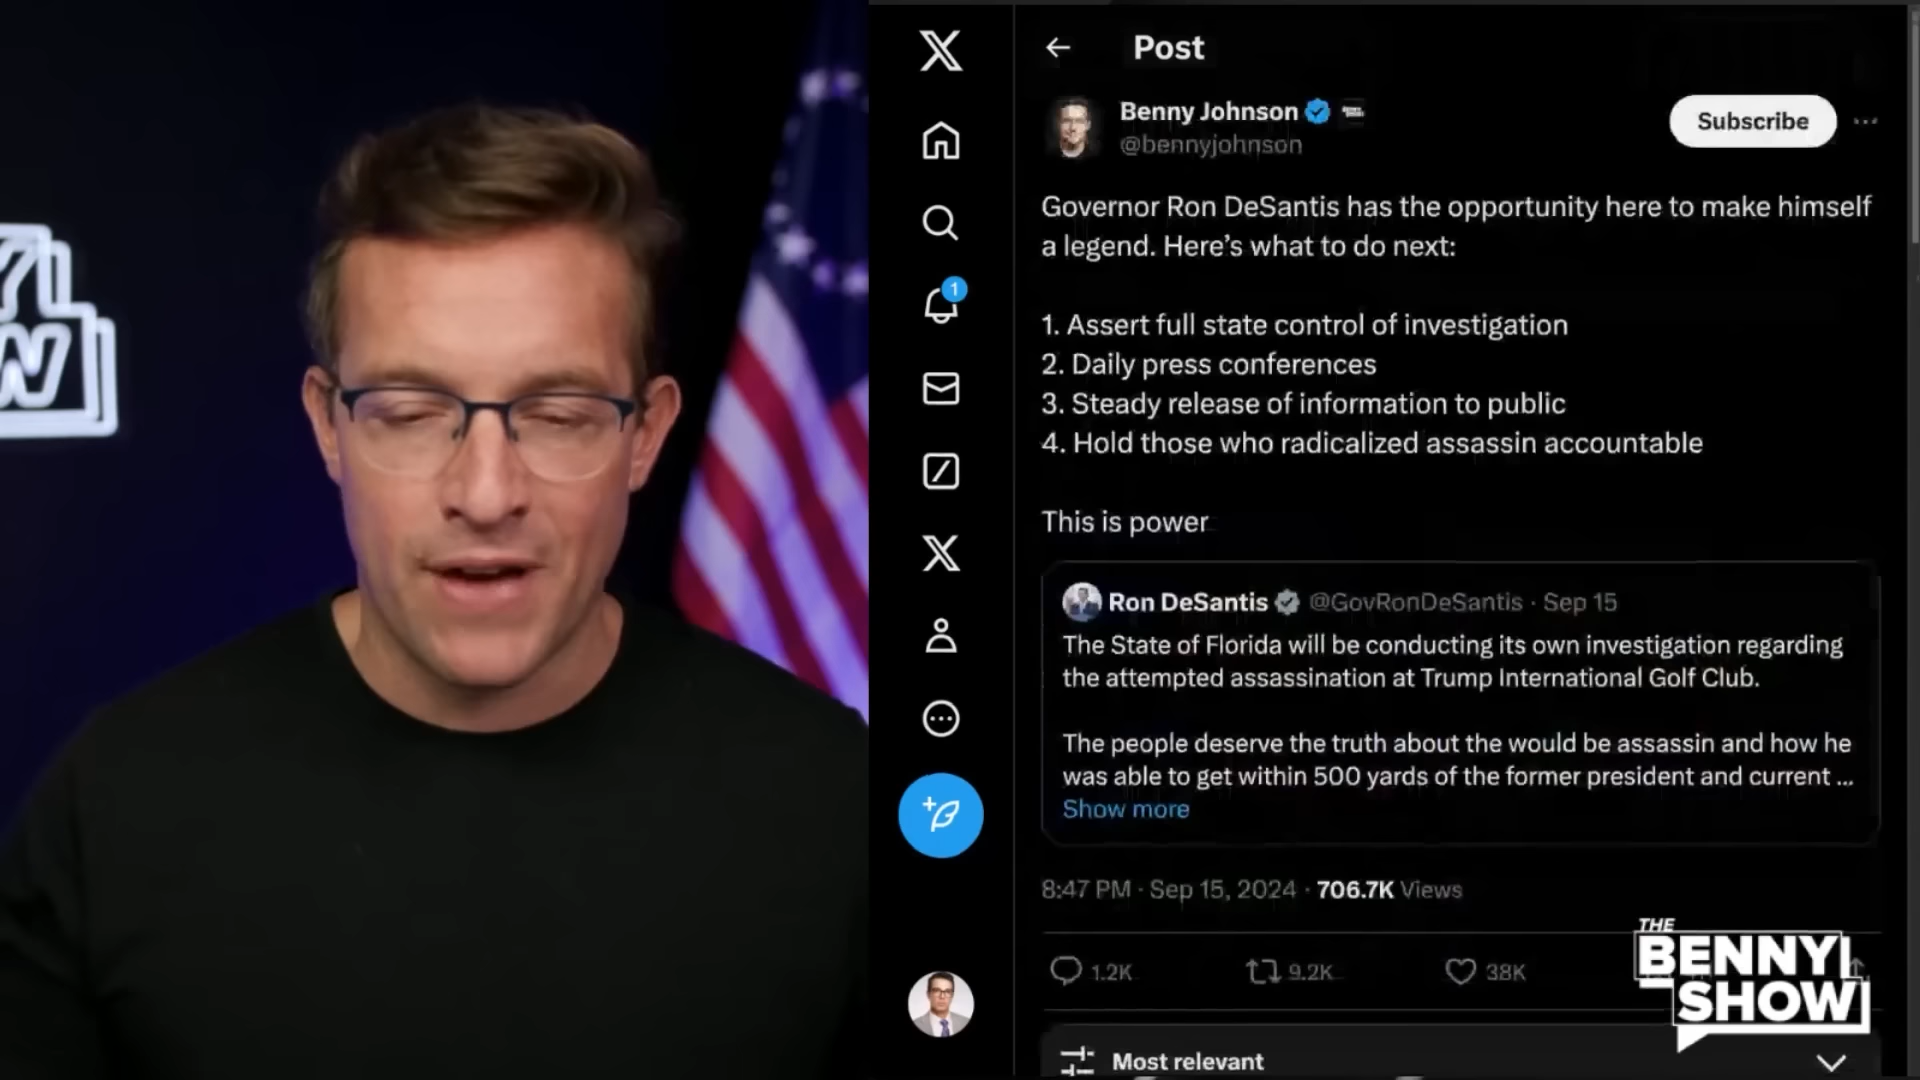 Post
Benny Johnson
@bennyjohnson
Subscribe
Governor Ron DeSantis has the opportunity here to make himself
a legend. Here's what to do next:
1. Assert full state control of investigation
2. Daily press conferences
3. Steady release of information to public
4. Hold those who radicalized assassin accountable
This is power
Ron DeSantis @GovRonDeSantis · Sep 15
The State of Florida will be conducting its own investigation regarding
the attempted assassination at Trump International Golf Club.
The people deserve the truth about the would be assassin and how he
was able to get within 500 yards of the former president and current ...
Show more
8:47 PM · Sep 15, 2024 · 706.7K Views
1.2K 9.2K 38K
Most relevant
1
THE
BENNY
SHOW